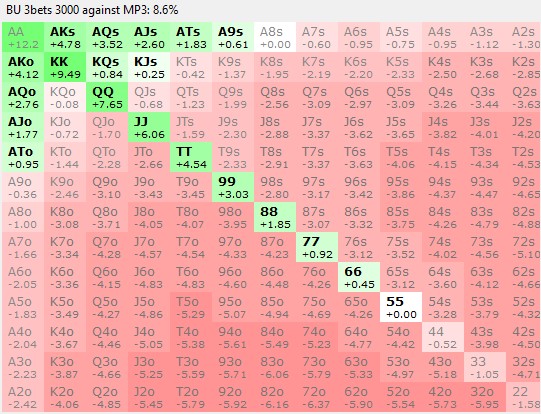 BU 3bets 3000 against MP3: 8.6%
AA AKs AQs AJs ATs A9s A8s A7s A6s A5s A4s A3s A2s
+12.2 +4.78 +3.52 +2.60 +1.83 +0.61 +0.00 -0.60 -0.95 -0.75 -0.95 -1.12 -1.30
AKo KK KQs KJs KTs K9s K8s K7s K6s K5s K4s K3s K2s
+4.12 +9.49 +0.84 +0.25 -0.42 -1.37 -1.95 -2.19 -2.20 -2.33 -2.50 -2.68 -2.85
AQo KQo QQ QJs QTs Q9s Q8s Q7s Q6s Q5s Q4s Q3s Q2s
+2.76 -0.08 +7.65 -0.68 -1.23 -1.99 -2.56 -3.09 -2.97 -3.09 -3.26 -3.44 -3.63
AJo KJo QJo JJ JTs J9s J8s J7s J6s J5s J4s J3s J2s
+1.77 -0.72 -1.70 +6.06 -1.59 -2.30 -2.88 -3.37 -3.62 -3.65 -3.82 -4.01 -4.20
ATo KTo QTo JTo TT T9s T8s T7s T6s T5s T4s T3s T2s
+0.95 -1.44 -2.28 -2.66 +4.54 -2.33 -2.91 -3.37 -3.63 -4.06 -4.15 -4.34 -4.53
A9o K9o Q9o J9o T9o 99 98s 97s 96s 95s 94s 93s 92s
-0.36 -2.46 -3.10 -3.43 -3.45 +3.03 -2.80 -3.17 -3.42 -3.86 -4.37 -4.47 -4.65
A8o K8o Q8o J8o T8o 98o 88 87s 86s 85s 84s 83s 82s
-1.00 -3.08 -3.71 -4.05 -4.07 -3.95 +1.85 -3.07 -3.32 -3.75 -4.26 -4.79 -4.88
A7o K7o Q7o J7o T7o 97o 87o 77 76s 75s 74s 73s 72s
-1.66 -3.34 -4.28 -4.57 -4.54 -4.33 -4.23 +0.92 -3.12 -3.52 -4.02 -4.56 -5.10
A6o K6o Q6o J6o T6o 96o 86o 76o 66 65s 64s 63s 62s
-2.05 -3.36 -4.15 -4.83 -4.83 -4.60 -4.48 -4.26 +0.45 -3.12 -3.60 -4.12 -4.66
A5o K5o Q5o J5o T5o 95o 85o 75o 65o 55 54s 53s 52s
-1.83 -3.49 -4.27 -4.86 -5.29 -5.07 -4.94 -4.69 -4.26 +0.00 -3.28 -3.79 -4.32
A4o K4o Q4o J4o T4o 94o 84o 74o 64o 54o 44 43s 42s
-2.04 -3.67 -4.46 -5.05 -5.38 -5.61 -5.49 -5.23 -4.77 -4.42 -0.52 -3.98 -4.50
A3o K3o Q3o J3o T3o 93o 83o 73o 63o 53o 43o 33 32s
-2.23 -3.87 -4.66 -5.25 -5.59 -5.71 -6.06 -5.79 -5.33 -4.97 -5.18 -1.05 -4.71
A2o K2o Q2o J2o T2o 92o 82o 72o 62o 52o 42o 32o 22
-2.42 -4.06 -4.85 -5.45 -5.79 -5.92 -6.16 -6.37 -5.90 -5.54 -5.73 -5.95 -1.58